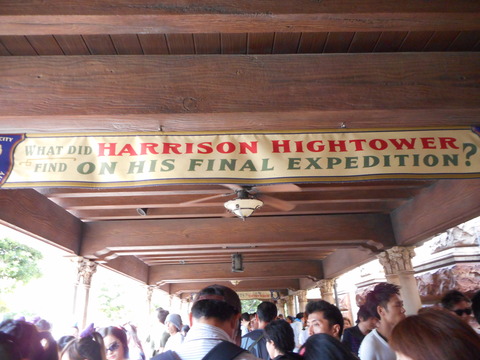 WHAT DID HARRISON HIGHTOWER
FIND ON HIS FINAL EXPEDITION?